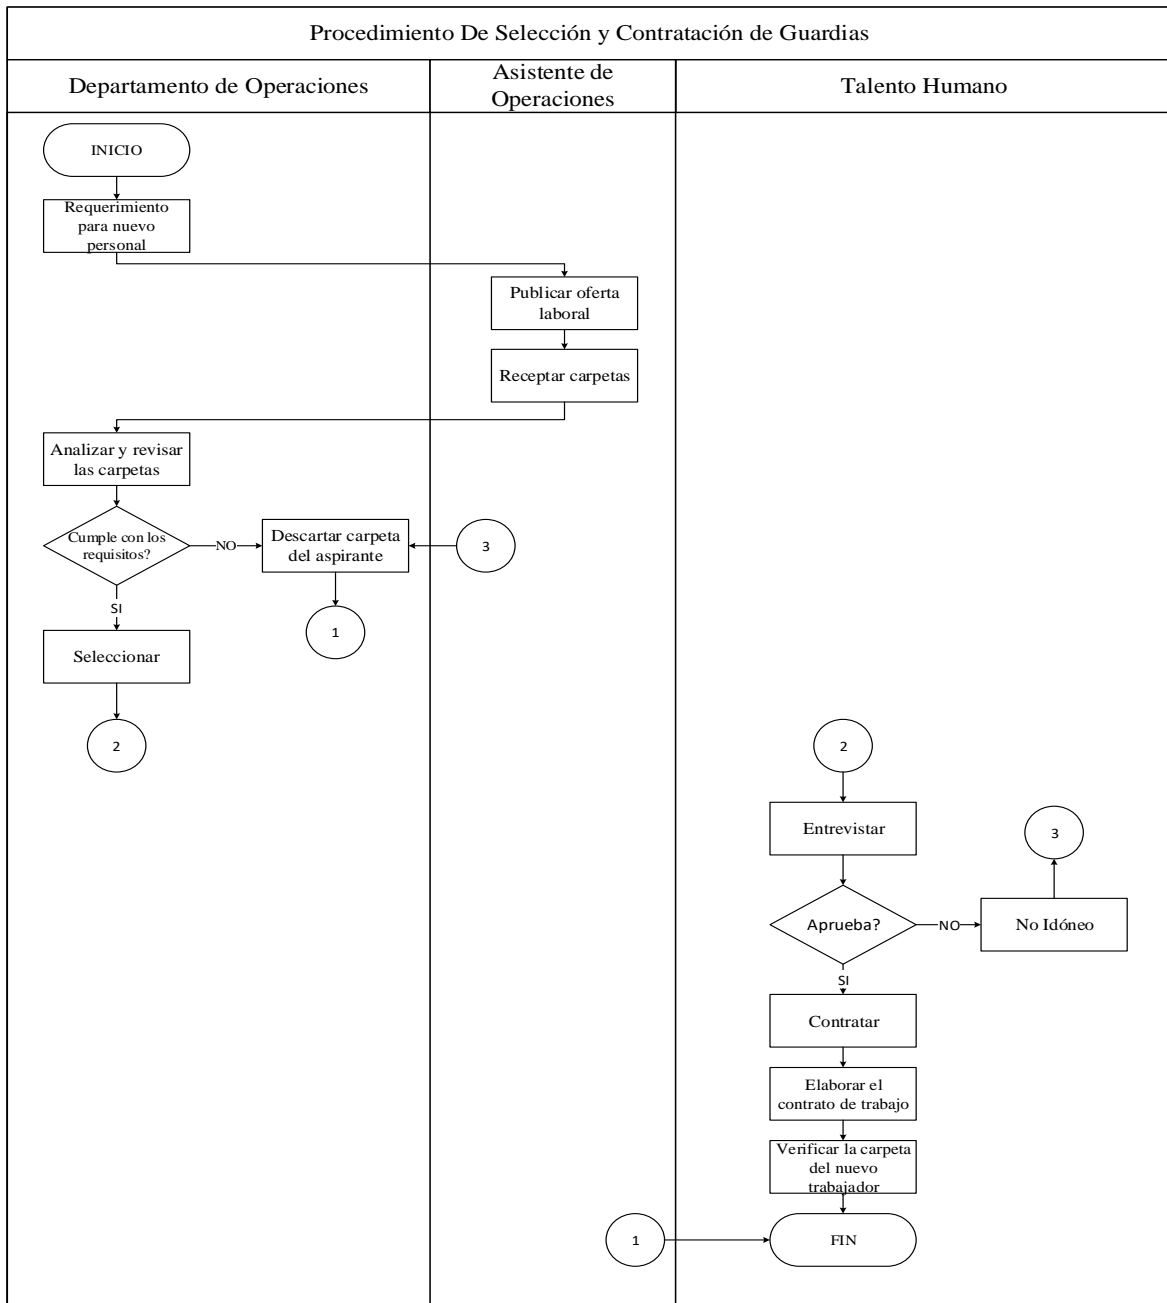 Procedimiento De Selección y Contratación de Guardias
Departamento de Operaciones
Asistente de
Operaciones
Talento Humano
INICIO
Requerimiento
para nuevo
personal
Publicar oferta
laboral
Receptar carpetas
Analizar y revisar
las carpetas
Cumple con los
requisitos?
NO
Descartar carpeta
del aspirante
3
SI
1
Seleccionar
2
2
Entrevistar
3
Aprueba?
NO
No Idóneo
SI
Contratar
Elaborar el
contrato de trabajo
Verificar la carpeta
del nuevo
trabajador
1
FIN